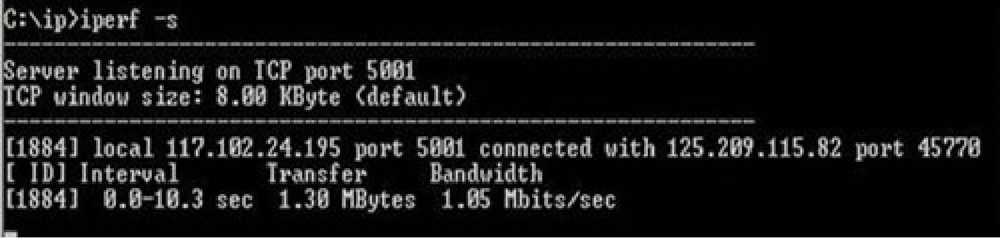 C:\ip>iperf -s
------------------------------------------------------------
Server listening on TCP port 5001
TCP window size: 8.00 KByte (default)
------------------------------------------------------------
[1884] local 117.102.24.195 port 5001 connected with 125.209.115.82 port 45770
[ ID] Interval       Transfer     Bandwidth
[1884]  0.0-10.3 sec  1.30 MBytes  1.05 Mbits/sec